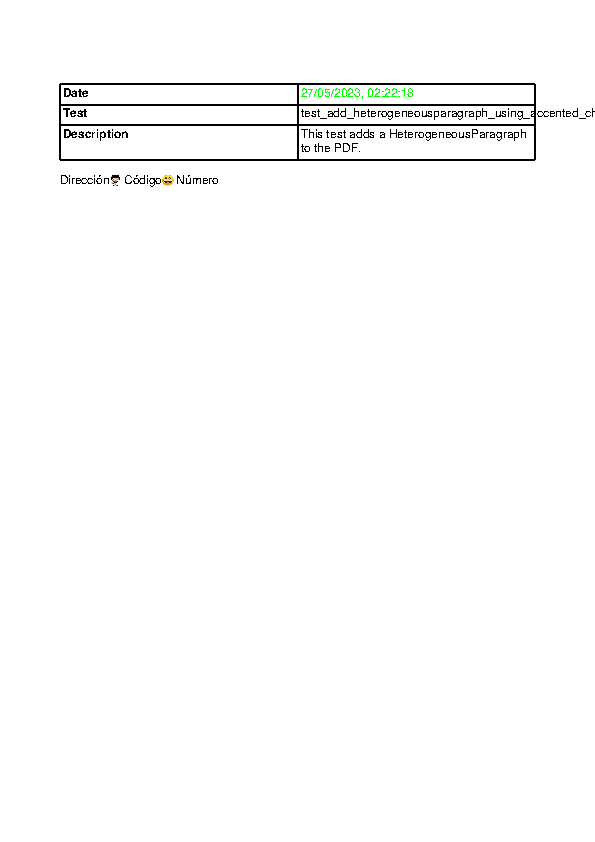 Date 27/05/2023, 02:22:18
Test test_add_heterogeneousparagraph_using_accented_ch
Description This test adds a HeterogeneousParagraph
to the PDF.
Dirección Código😄 Número